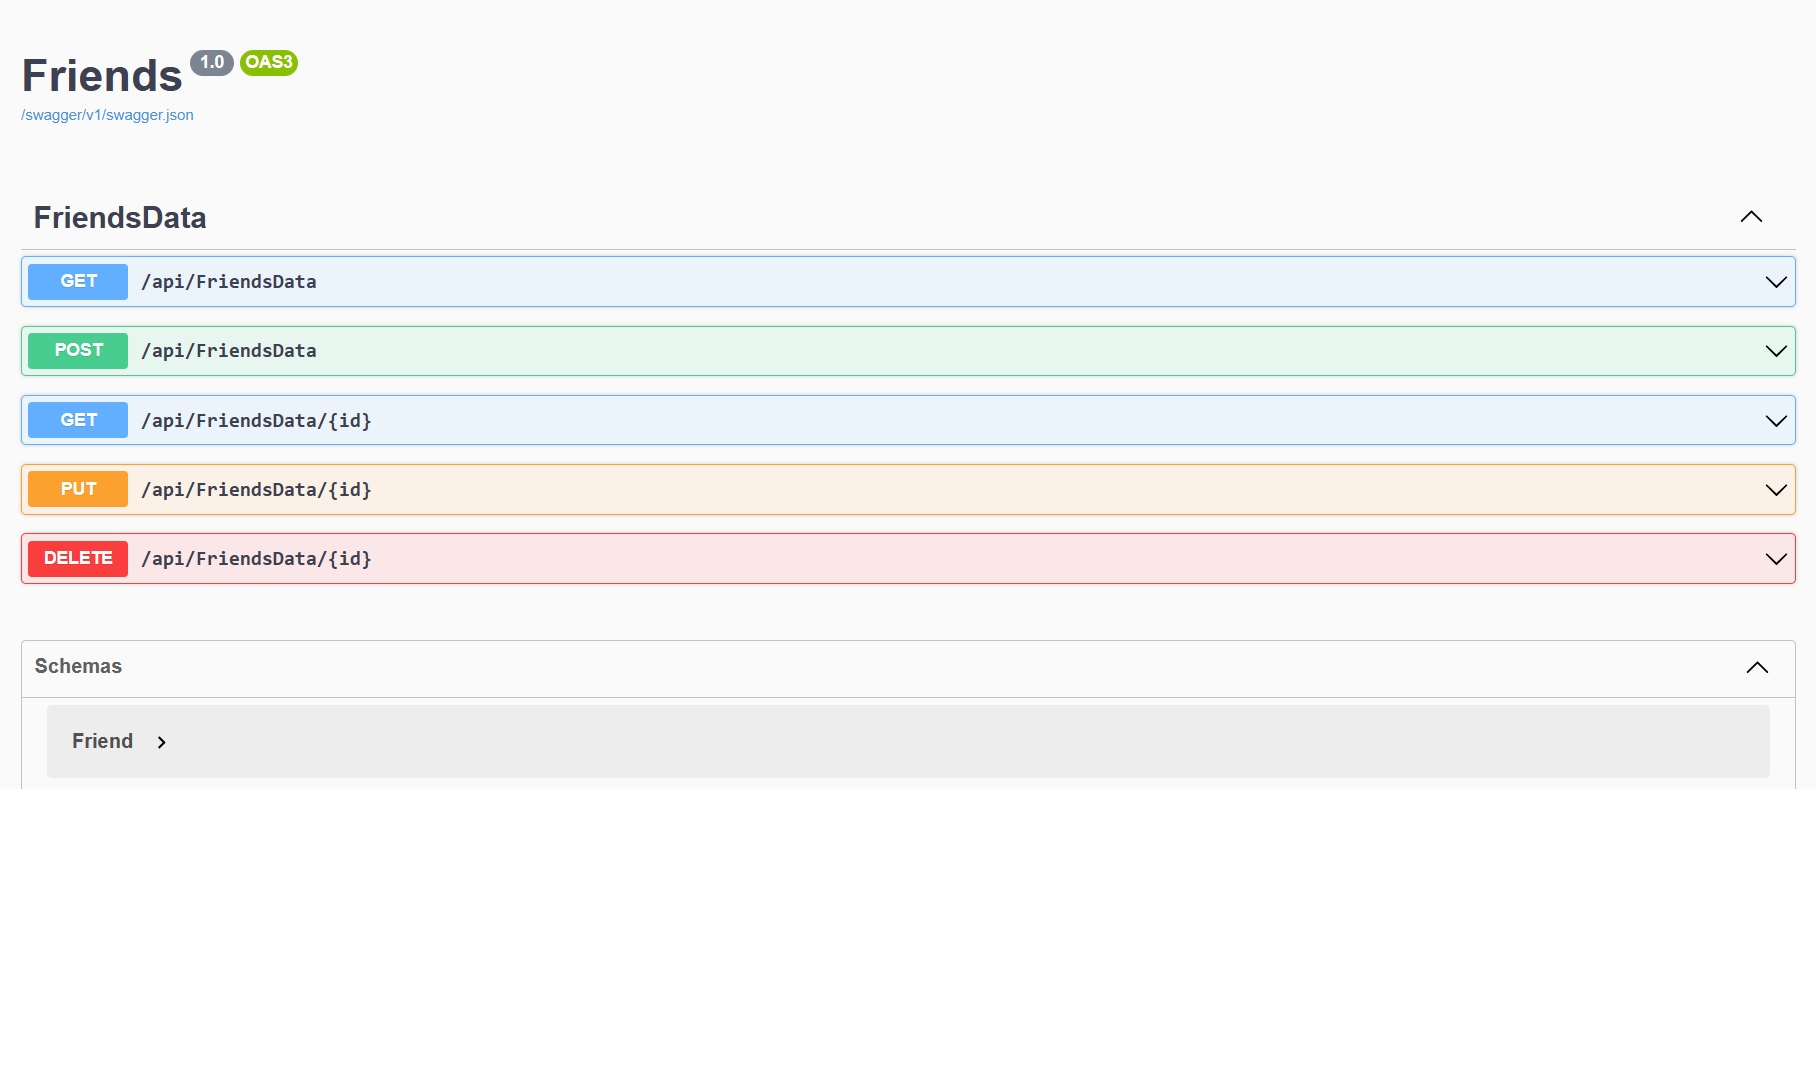 Friends 1.0 OAS3
/swagger/v1/swagger.json
FriendsData
GET /api/FriendsData
POST /api/FriendsData
GET /api/FriendsData/{id}
PUT /api/FriendsData/{id}
DELETE /api/FriendsData/{id}
Schemas
Friend